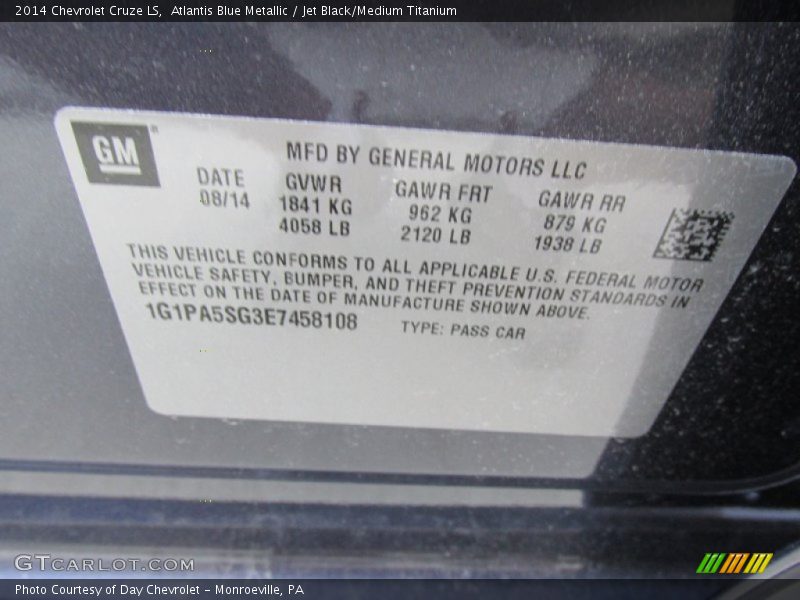 2014 Chevrolet Cruze LS,  Atlantis Blue Metallic / Jet Black/Medium Titanium
GM®
MFD BY GENERAL MOTORS LLC
DATE GVWR GAWR FRT GAWR RR
08/14 1841 KG 962 KG 879 KG
4058 LB 2120 LB 1938 LB
THIS VEHICLE CONFORMS TO ALL APPLICABLE U.S. FEDERAL MOTOR
VEHICLE SAFETY, BUMPER, AND THEFT PREVENTION STANDARDS IN
EFFECT ON THE DATE OF MANUFACTURE SHOWN ABOVE.
1G1PA5SG3E7458108 TYPE: PASS CAR
GTCARLOT.COM
Photo Courtesy of Day Chevrolet - Monroeville, PA